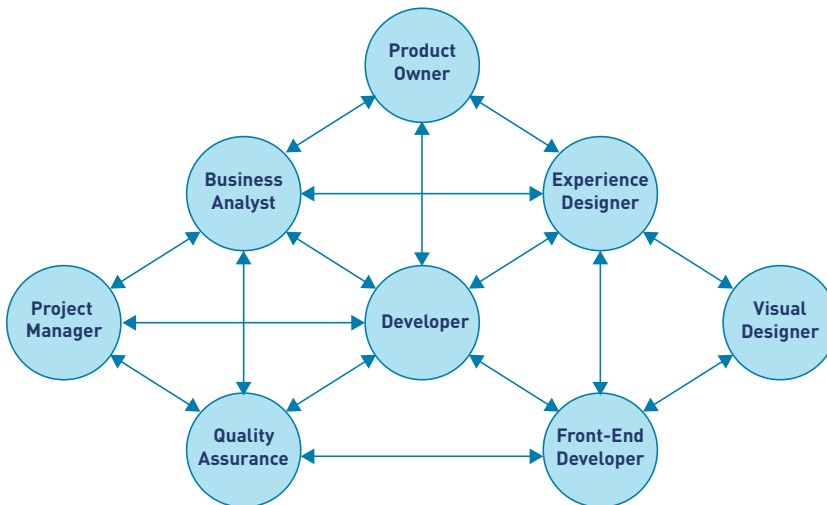 Product
Owner
Business
Analyst
Experience
Designer
Project
Manager
Developer
Visual
Designer
Quality
Assurance
Front-End
Developer